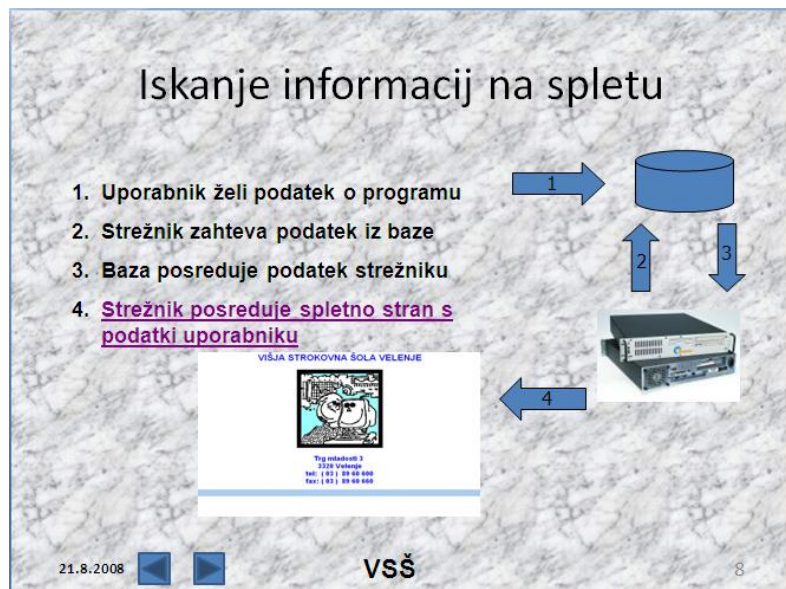 Iskanje informacij na spletu
1. Uporabnik želi podatek o programu
2. Strežnik zahteva podatek iz baze
3. Baza posreduje podatek strežniku
4. Strežnik posreduje spletno stran s
podatki uporabniku
1
2
3
4
VIŠJA STROKOVNA ŠOLA VELENJE
Trg mladosti 3
3320 Velenje
tel: ( 03 ) 89 60 600
fax: ( 03 ) 89 60 660
21.8.2008
VSŠ
8